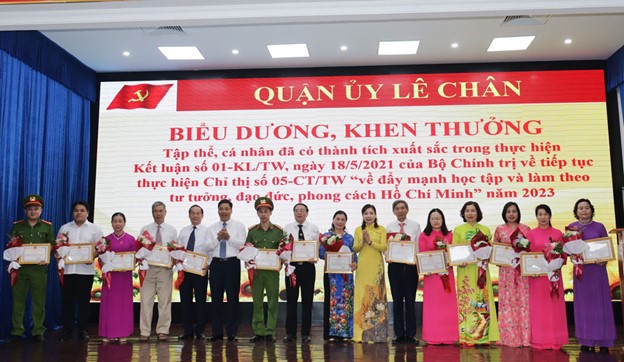 QUẬN ỦY LÊ CHÂN
BIỂU DƯƠNG, KHEN THƯỞNG
Tập thể, cá nhân đã có thành tích xuất sắc trong thực hiện
Kết luận số 01-KL/TW, ngày 18/5/2021 của Bộ Chính trị về tiếp tục
thực hiện Chỉ thị số 05-CT/TW “về đẩy mạnh học tập và làm theo
tư tưởng, đạo đức, phong cách Hồ Chí Minh” năm 2023